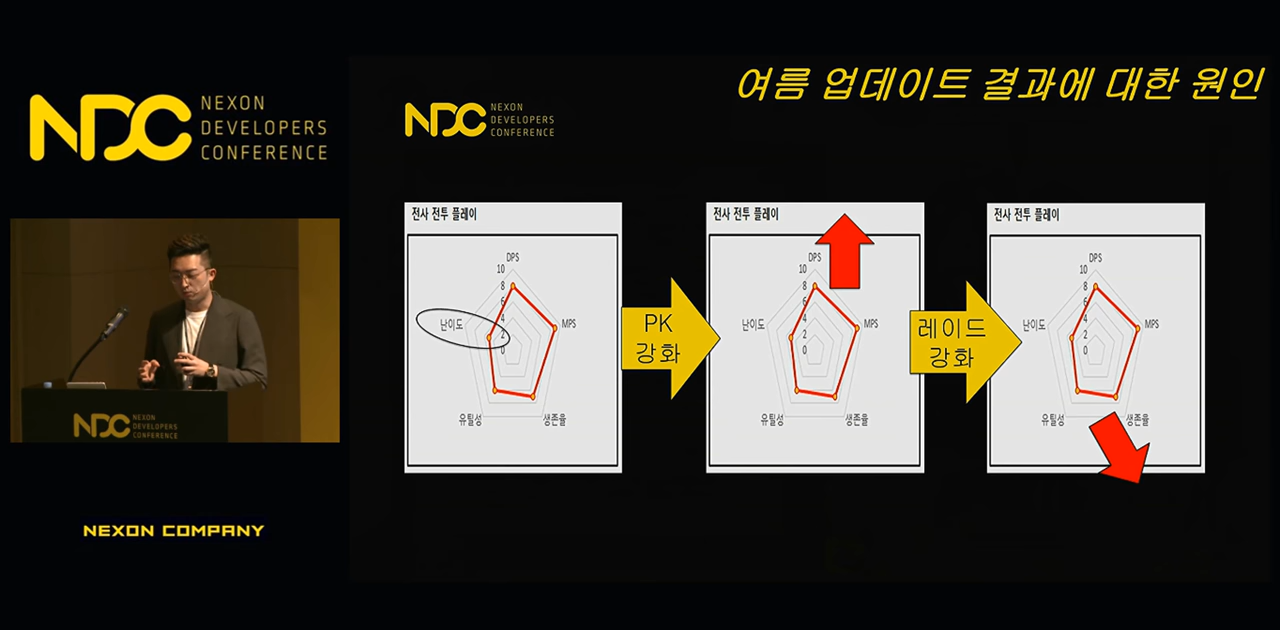 여름 업데이트 결과에 대한 원인
NDC
NEXON
DEVELOPERS
CONFERENCE
NDC
NEXON
DEVELOPERS
CONFERENCE
전사 전투 플레이
DPS
10
8
6
4
2
0
난이도
MPS
유틸성
생존율
PK
강화
전사 전투 플레이
DPS
10
8
6
4
2
0
난이도
MPS
유틸성
생존율
레이드
강화
전사 전투 플레이
DPS
10
8
6
4
2
0
난이도
MPS
유틸성
생존율
NDC
NEXON
DEVELOPERS
CONFERENCE
NEXON COMPANY